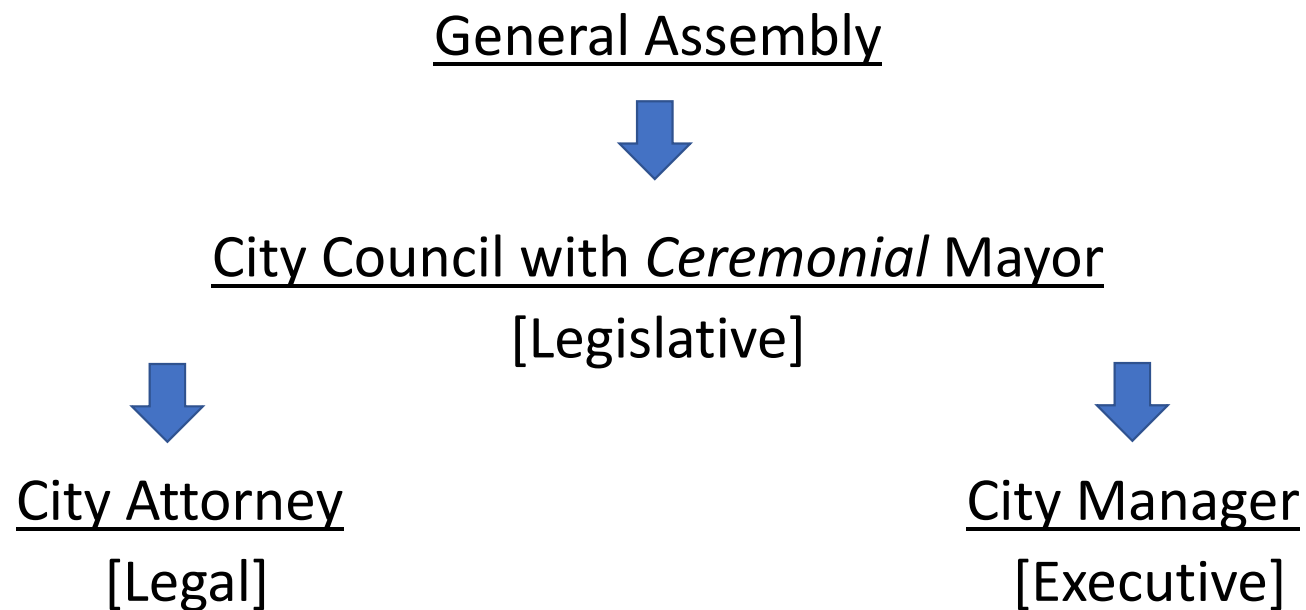 General Assembly
City Council with Ceremonial Mayor
[Legislative]
City Attorney
[Legal]
City Manager
[Executive]